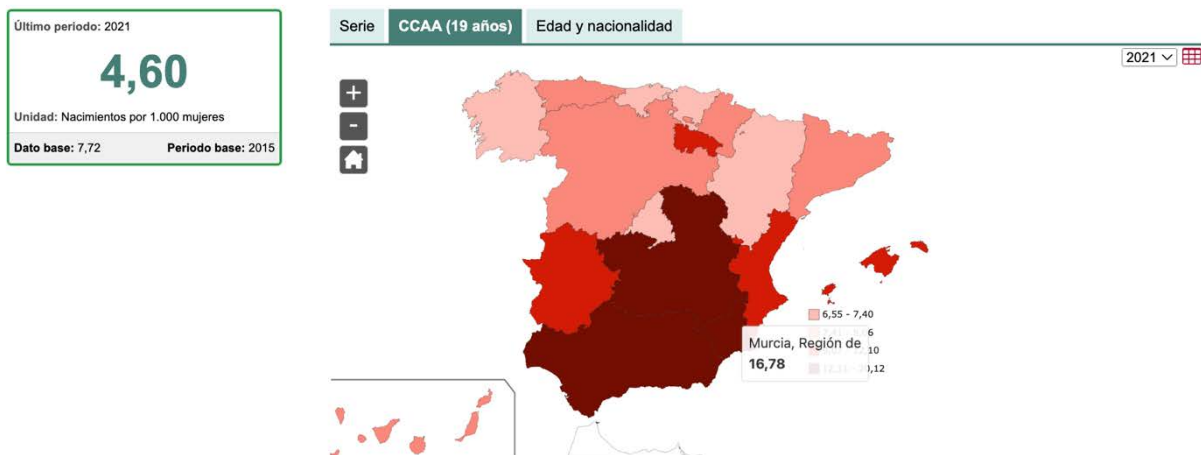 Último periodo: 2021
4,60
Unidad: Nacimientos por 1.000 mujeres
Dato base: 7,72 Periodo base: 2015
Serie CCAA (19 años) Edad y nacionalidad
2021
+
-
6,55 - 7,40
Murcia, Región de
16,78